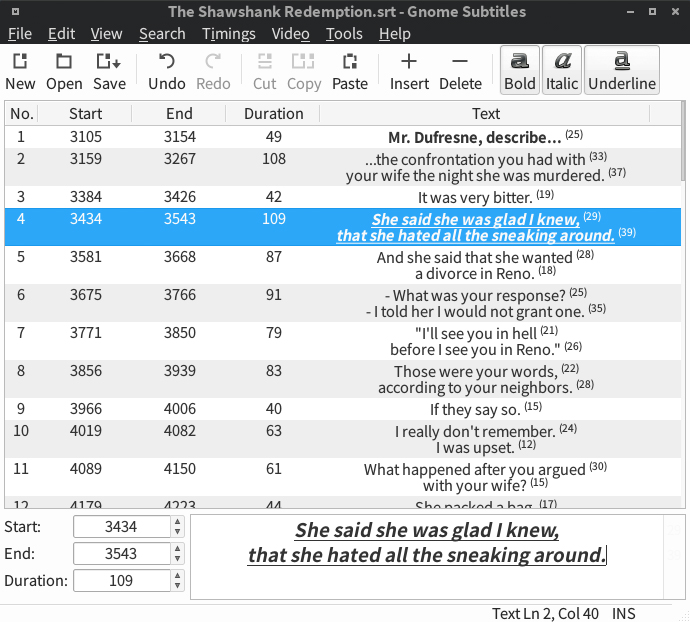 The Shawshank Redemption.srt - Gnome Subtitles
File Edit View Search Timings Video Tools Help
New Open Save Undo Redo Cut Copy Paste Insert Delete Bold Italic Underline
No. Start End Duration Text
1 3105 3154 49 Mr. Dufresne, describe... (25)
2 3159 3267 108 ...the confrontation you had with (33)
your wife the night she was murdered. (37)
3 3384 3426 42 It was very bitter. (19)
4 3434 3543 109 She said she was glad I knew, (29)
that she hated all the sneaking around. (39)
5 3581 3668 87 And she said that she wanted (28)
a divorce in Reno. (18)
6 3675 3766 91 - What was your response? (25)
- I told her I would not grant one. (35)
7 3771 3850 79 "I'll see you in hell (21)
before I see you in Reno." (26)
8 3856 3939 83 Those were your words, (22)
according to your neighbors. (28)
9 3966 4006 40 If they say so. (15)
10 4019 4082 63 I really don't remember. (24)
I was upset. (12)
11 4089 4150 61 What happened after you argued (30)
with your wife? (15)
12 4179 4223 44 She packed a bag. (17)
Start: 3434
End: 3543
Duration: 109
She said she was glad I knew,
that she hated all the sneaking around.
Text Ln 2, Col 40 INS